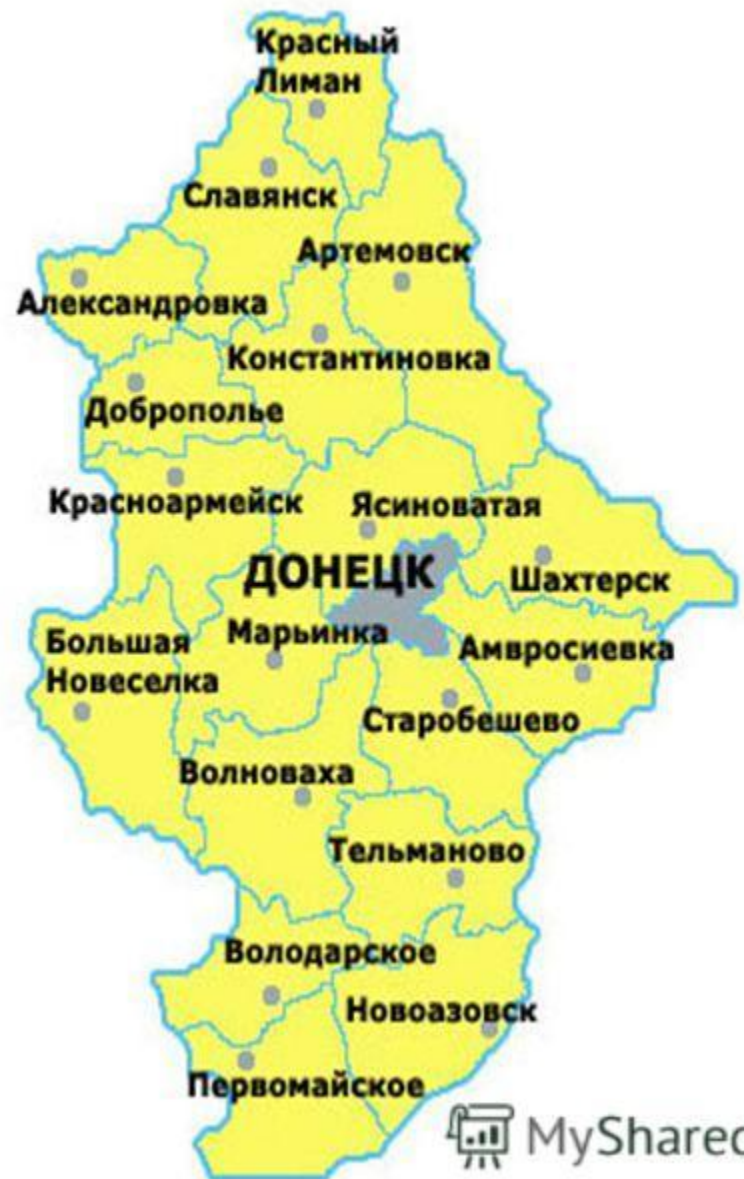 Красный
Лиман
Славянск
Артемовск
Александровка
Константиновка
Доброполье
Красноармейск
Ясиноватая
ДОНЕЦК
Шахтерск
Большая
Новеселка
Марьинка
Амвросиевка
Старобешево
Волноваха
Тельманово
Володарское
Новоазовск
Первомайское
MyShared